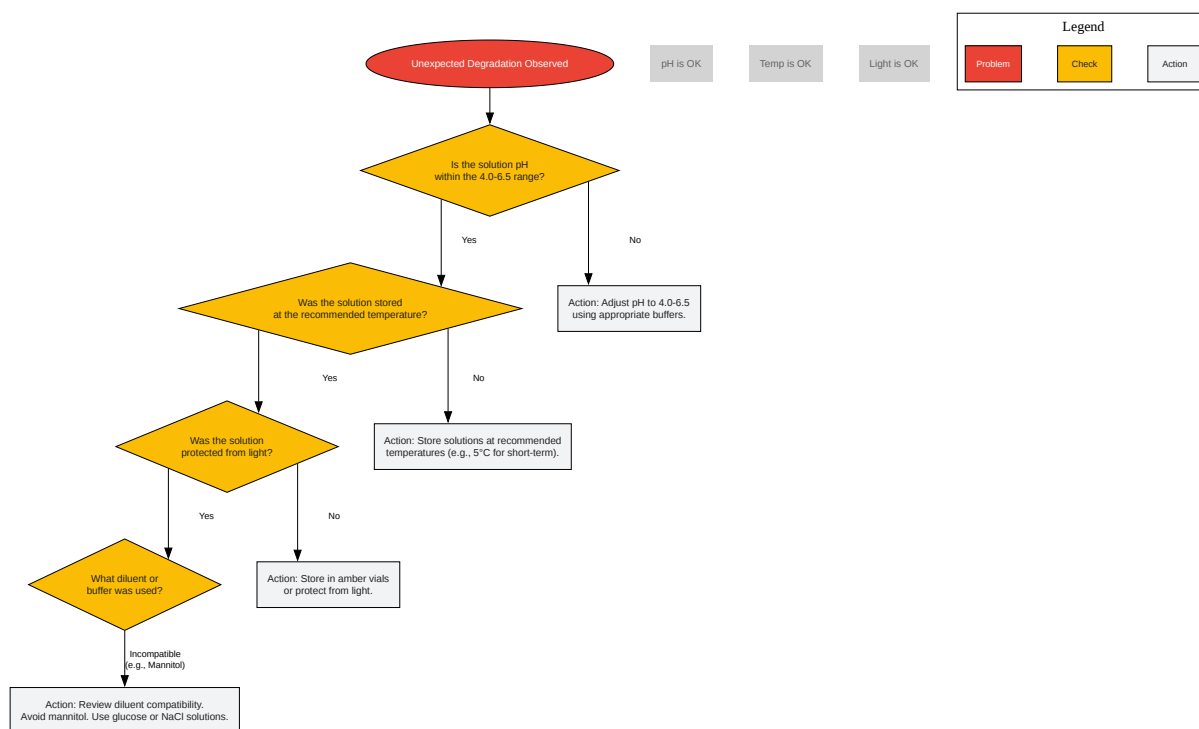 Legend
Unexpected Degradation Observed
pH is OK
Temp is OK
Light is OK
Problem
Check
Action
Is the solution pH
within the 4.0-6.5 range?
Yes
No
Was the solution stored
at the recommended temperature?
Action: Adjust pH to 4.0-6.5
using appropriate buffers.
Yes
No
Was the solution
protected from light?
Action: Store solutions at recommended
temperatures (e.g., 5°C for short-term).
Yes
No
What diluent or
buffer was used?
Action: Store in amber vials
or protect from light.
Incompatible
(e.g., Mannitol)
Action: Review diluent compatibility.
Avoid mannitol. Use glucose or NaCl solutions.